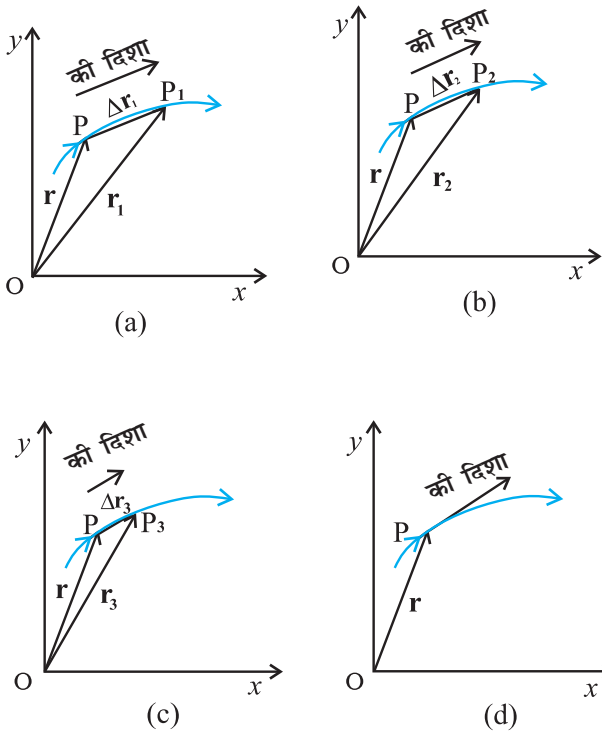 y
की दिशा
Δr₁
P₁
P
r
r₁
O
x
(a)
y
की दिशा
Δr₂
P₂
P
r
r₂
O
x
(b)
y
की दिशा
Δr₃
P
P₃
r
r₃
O
x
(c)
y
की दिशा
P
r
O
x
(d)